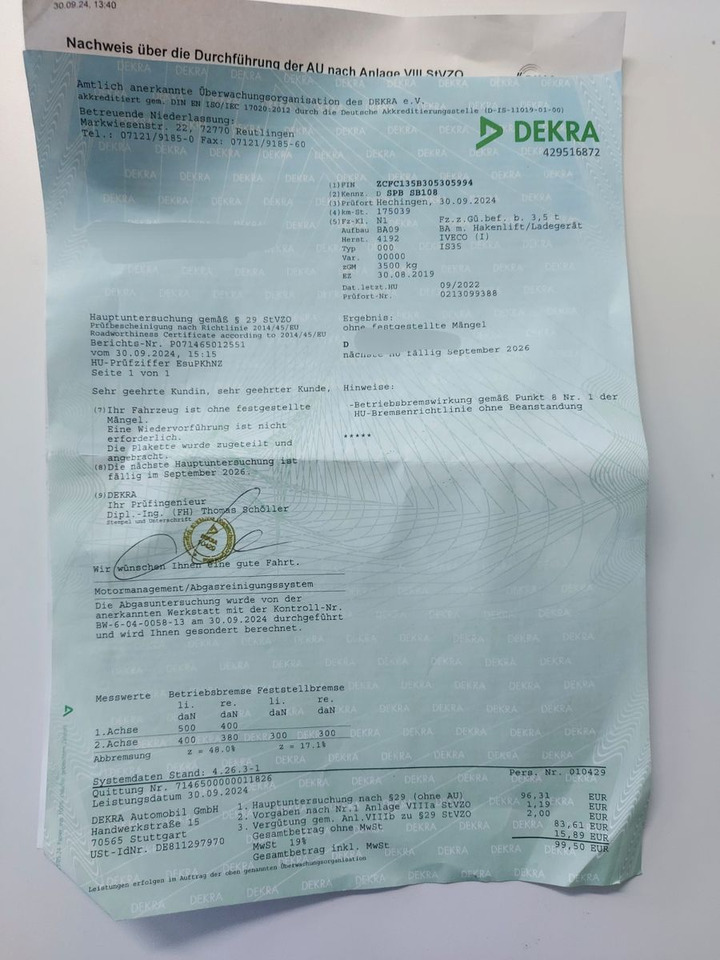 30.09.24, 13:40
Nachweis über die Durchführung der AU nach Anlage VIII StVZO
Amtlich anerkannte Überwachungsorganisation des DEKRA e.V.
akkreditiert gem. DIN EN ISO/IEC 17020:2012 durch die Deutsche Akkreditierungsstelle (D-IS-11019-01-00)
Betreuende Niederlassung:
Markwiesenstr. 22, 72770 Reutlingen
Tel.: 07121/9185-0 Fax: 07121/9185-60
DEKRA
429516872
(1) FIN ZCFC135B305305994
(2) Kennz. D SPB SB108
(3) Prüfort Hechingen, 30.09.2024
(4) km-St. 175039
(5) Fz-Kl. N1 Fz.z.Gü.bef. b. 3,5 t
Aufbau BA09 BA m. Hakenlift/Ladegerät
Herst. 4192 IVECO (I)
Typ 000 IS35
Var. 00000
zGM 3500 kg
EZ 30.08.2019
Dat.letzt.HU 09/2022
Prüfort-Nr. 0213099388
Hauptuntersuchung gemäß § 29 StVZO
Prüfbescheinigung nach Richtlinie 2014/45/EU
Roadworthiness Certificate according to 2014/45/EU
Berichts-Nr. P071465012551
vom 30.09.2024, 15:15
HU-Prüfziffer EsuPKhNZ
Seite 1 von 1
Ergebnis:
ohne festgestellte Mängel
D
nächste HU fällig September 2026
Sehr geehrte Kundin, sehr geehrter Kunde,
(7) Ihr Fahrzeug ist ohne festgestellte
Mängel.
Eine Wiedervorführung ist nicht
erforderlich.
Die Plakette wurde zugeteilt und
angebracht.
(8) Die nächste Hauptuntersuchung ist
fällig im September 2026.
Hinweise:
-Betriebsbremswirkung gemäß Punkt 8 Nr. 1 der
HU-Bremsenrichtlinie ohne Beanstandung
*****
(9) DEKRA
Ihr Prüfingenieur
Dipl.-Ing. (FH) Thomas Schöller
Stempel und Unterschrift
DEKRA
Wir wünschen Ihnen eine gute Fahrt.
Motormanagement/Abgasreinigungssystem
Die Abgasuntersuchung wurde von der
anerkannten Werkstatt mit der Kontroll-Nr.
BW-6-04-0058-13 am 30.09.2024 durchgeführt
und wird Ihnen gesondert berechnet.
Messwerte Betriebsbremse Feststellbremse
li. re. li. re.
daN daN daN daN
1.Achse 500 400
2.Achse 400 380 300 300
Abbremsung z = 48.0% z = 17.1%
Systemdaten Stand: 4.26.3-1 Pers. Nr. 010429
Quittung Nr. 7146500000011826
Leistungsdatum 30.09.2024
DEKRA Automobil GmbH
Handwerkstraße 15
70565 Stuttgart
USt-IdNr. DE811297970
1. Hauptuntersuchung nach §29 (ohne AU) 96,31 EUR
2. Vorgaben nach Nr.1 Anlage VIIIa StVZO 1,19 EUR
3. Vergütung gem. Anl.VIIIb zu §29 StVZO 2,00 EUR
Gesamtbetrag ohne MwSt 83,61 EUR
MwSt 19% 15,89 EUR
Gesamtbetrag inkl. MwSt 99,50 EUR
Leistungen erfolgen im Auftrag der oben genannten Überwachungsorganisation